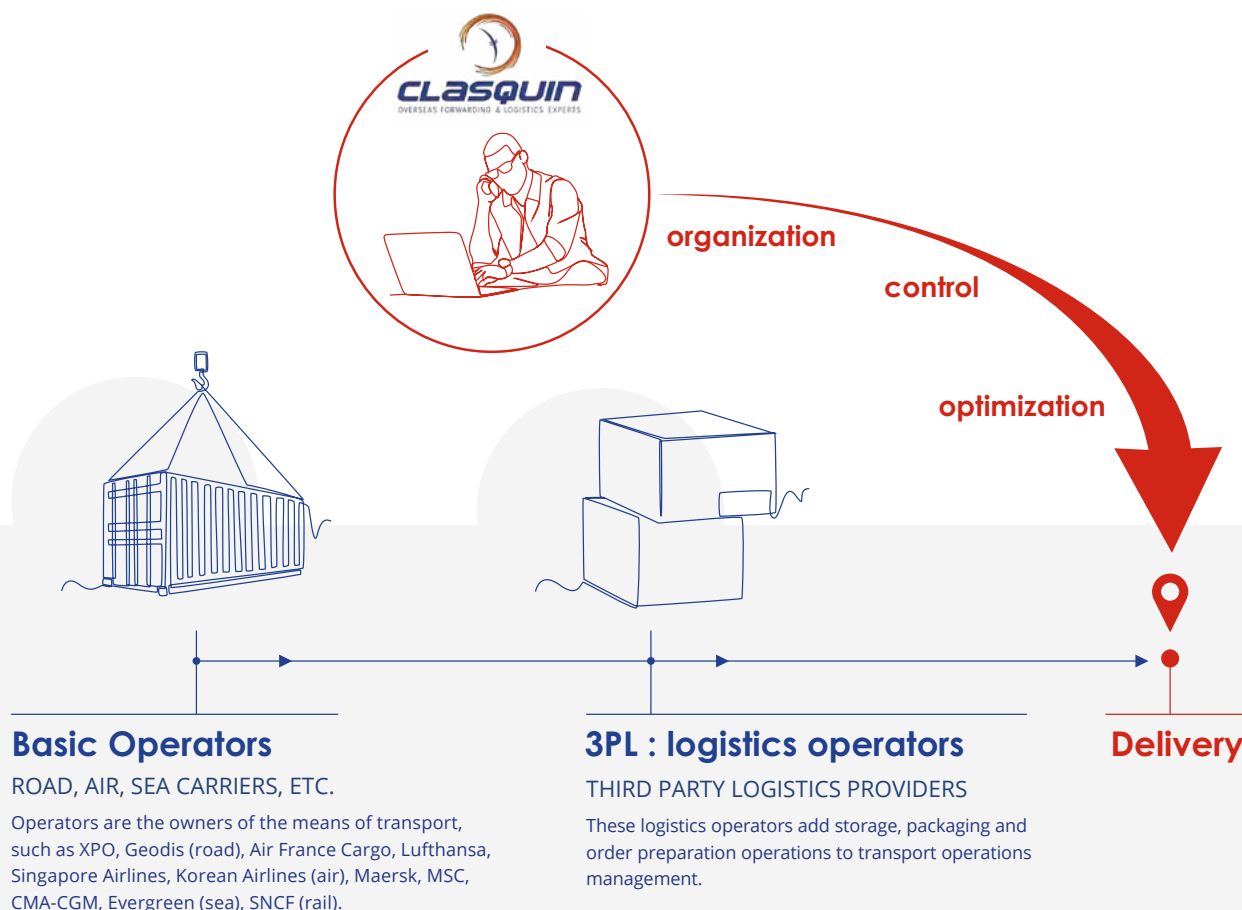 CLASQUIN
OVERSEAS FORWARDING & LOGISTICS EXPERTS
organization
control
optimization
Basic Operators
ROAD, AIR, SEA CARRIERS, ETC.
Operators are the owners of the means of transport,
such as XPO, Geodis (road), Air France Cargo, Lufthansa,
Singapore Airlines, Korean Airlines (air), Maersk, MSC,
CMA-CGM, Evergreen (sea), SNCF (rail).
3PL : logistics operators
THIRD PARTY LOGISTICS PROVIDERS
These logistics operators add storage, packaging and
order preparation operations to transport operations
management.
Delivery